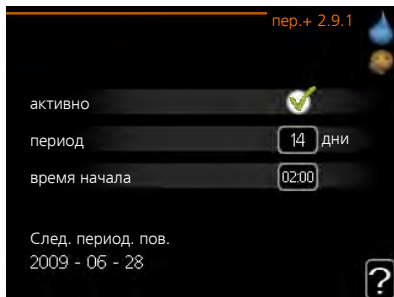 пер.+ 2.9.1
активно
период 14 дни
время начала 02:00
След. период. пов.
2009 - 06 - 28
?